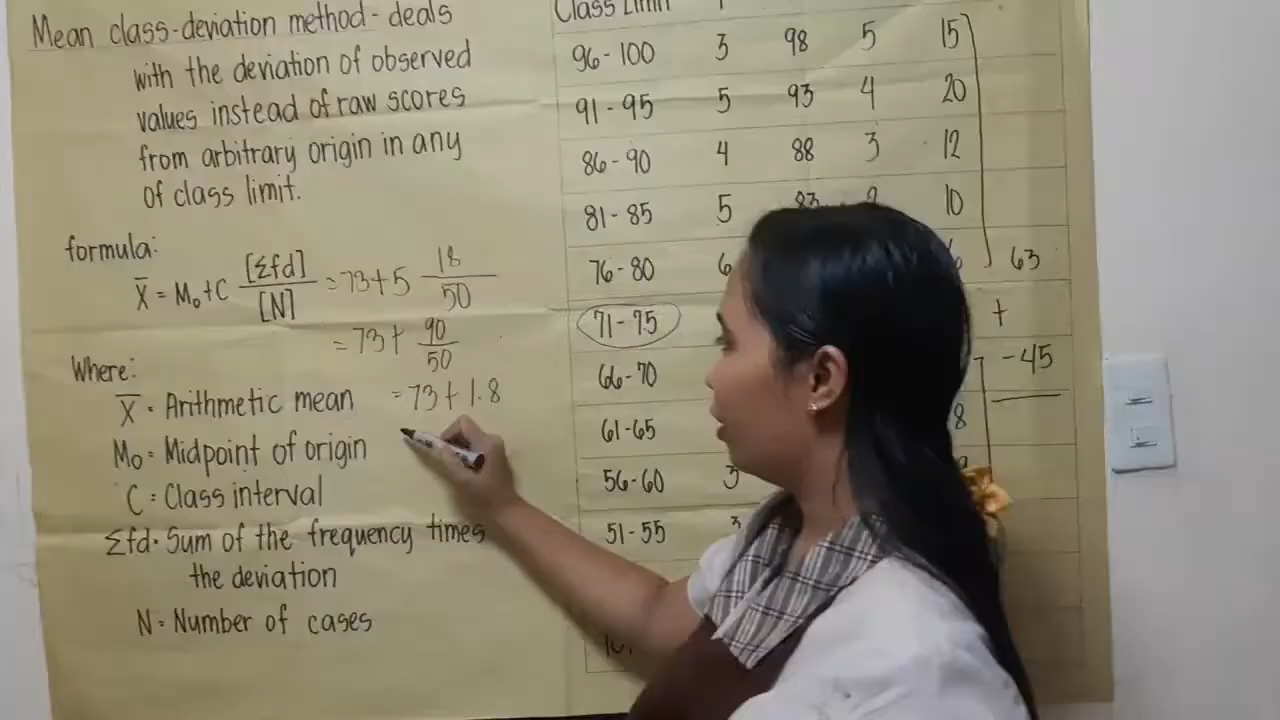 Mean class-deviation method - deals
with the deviation of observed
values instead of raw scores
from arbitrary origin in any
of class limit.
formula:
X̄ = M₀ + C [Σfd] / [N] = 73 + 5 18/50
= 73 + 90/50
Where:
X̄ = Arithmetic mean = 73 + 1.8
M₀ = Midpoint of origin
C = Class interval
Σfd = Sum of the frequency times
the deviation
N = Number of cases
Class Limit
96 - 100 3 98 5 15
91 - 95 5 93 4 20
86 - 90 4 88 3 12
81 - 85 5 83 10
76 - 80 6 63
71 - 75 +
66 - 70 - 45
61 - 65 8
56 - 60 3
51 - 55 3